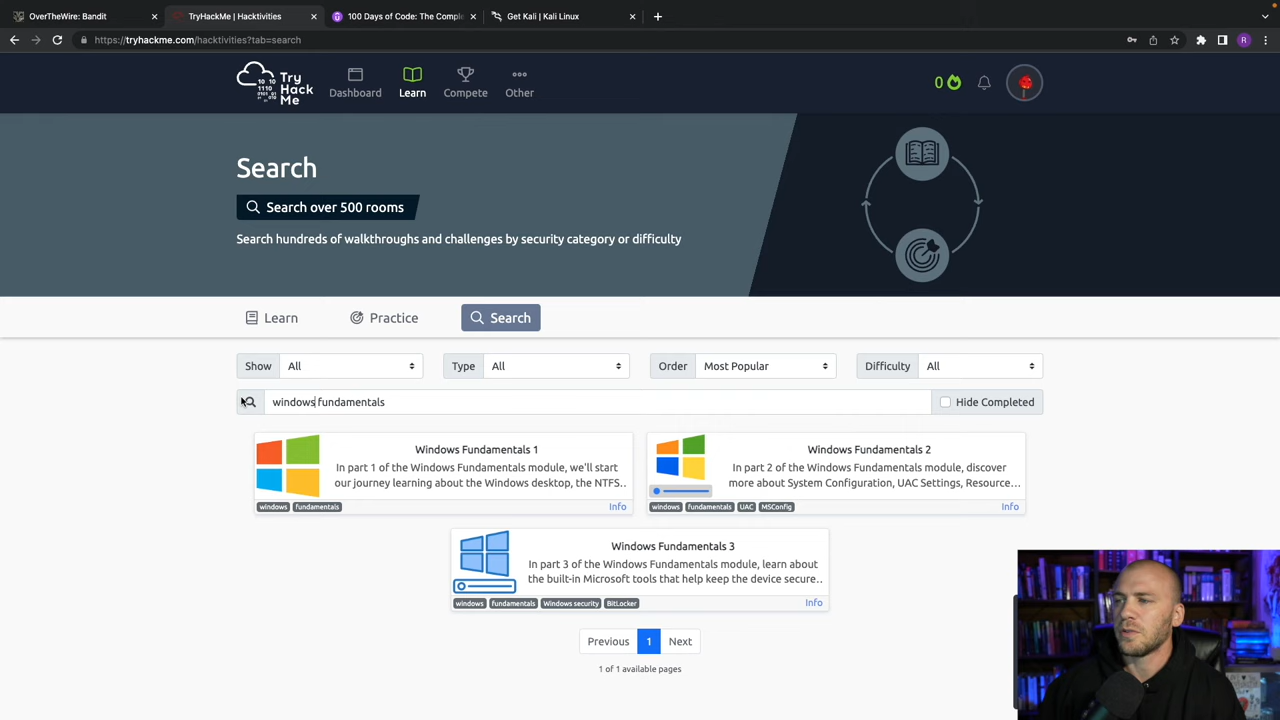 OverTheWire: Bandit
TryHackMe | Hacktivities
100 Days of Code: The Comple
Get Kali | Kali Linux
https://tryhackme.com/hacktivities?tab=search
R
Try Hack Me
Dashboard
Learn
Compete
Other
0
Search
Search over 500 rooms
Search hundreds of walkthroughs and challenges by security category or difficulty
Learn
Practice
Search
Show All
Type All
Order Most Popular
Difficulty All
windows fundamentals
Hide Completed
Windows Fundamentals 1
In part 1 of the Windows Fundamentals module, we'll start
our journey learning about the Windows desktop, the NTFS..
windows fundamentals
Info
Windows Fundamentals 2
In part 2 of the Windows Fundamentals module, discover
more about System Configuration, UAC Settings, Resource...
windows fundamentals UAC MSConfig
Info
Windows Fundamentals 3
In part 3 of the Windows Fundamentals module, learn about
the built-in Microsoft tools that help keep the device secure..
windows fundamentals Windows security BitLocker
Info
Previous 1 Next
1 of 1 available pages